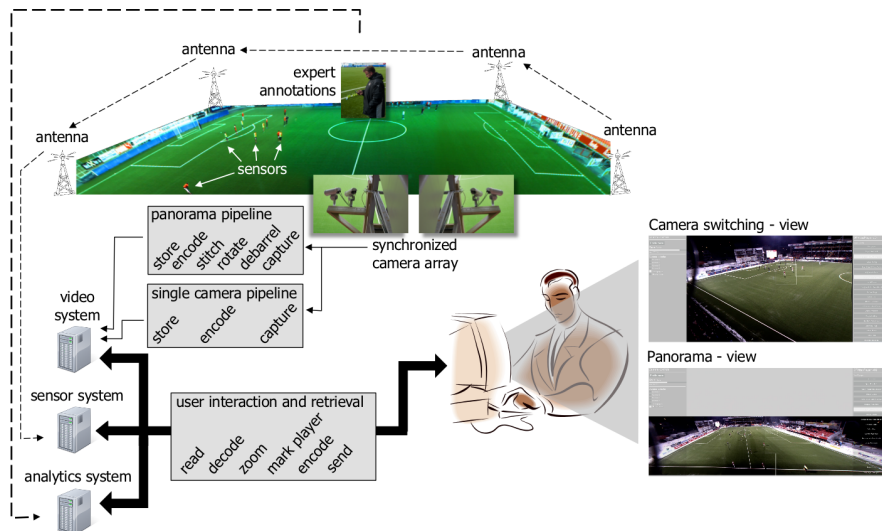 antenna
antenna
expert
annotations
antenna
antenna
sensors
panorama pipeline
store
encode
stitch
rotate
debarrel
capture
synchronized
camera array
single camera pipeline
store
encode
capture
video
system
sensor system
analytics system
user interaction and retrieval
read
decode
zoom
mark player
encode
send
Camera switching - view
Panorama - view